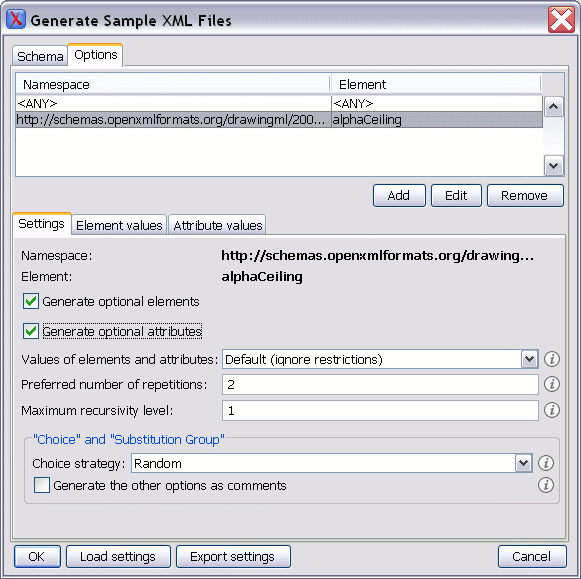 Generate Sample XML Files
Schema Options
Namespace Element
<ANY> <ANY>
http://schemas.openxmlformats.org/drawingml/200... alphaCeiling
Add Edit Remove
Settings Element values Attribute values
Namespace: http://schemas.openxmlformats.org/drawing...
Element: alphaCeiling
Generate optional elements
Generate optional attributes
Values of elements and attributes: Default (ignore restrictions)
Preferred number of repetitions: 2
Maximum recursivity level: 1
"Choice" and "Substitution Group"
Choice strategy: Random
Generate the other options as comments
OK Load settings Export settings Cancel